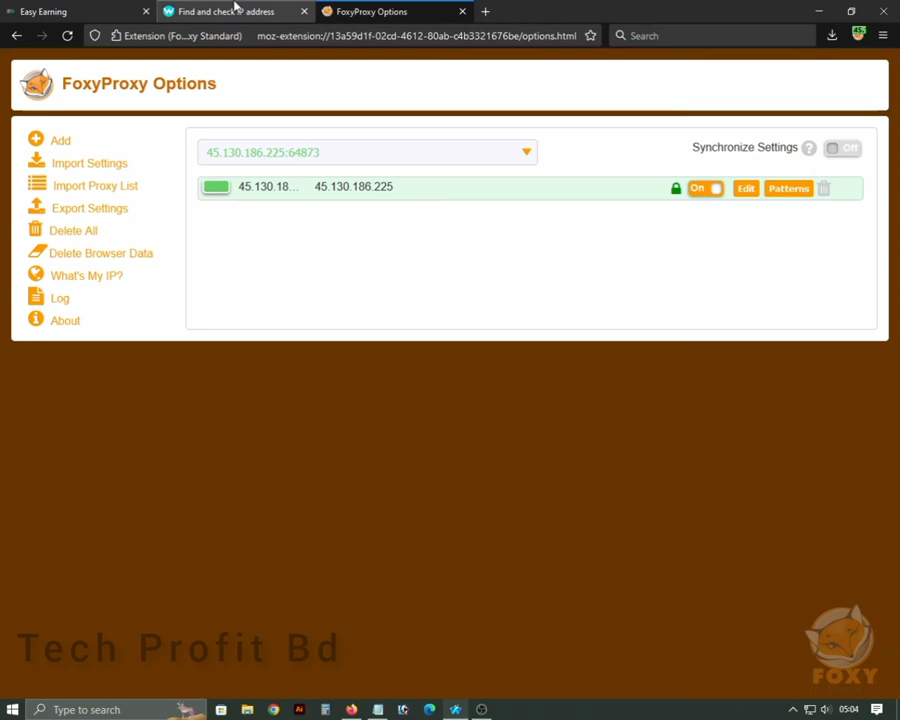 Easy Earning
Find and check IP address
FoxyProxy Options
Extension (Fo...xy Standard)
moz-extension://13a59d1f-02cd-4612-80ab-c4b3321676be/options.html
Search
45.
FoxyProxy Options
Add
Import Settings
Import Proxy List
Export Settings
Delete All
Delete Browser Data
What's My IP?
Log
About
45.130.186.225:64873
Synchronize Settings ? Off
45.130.18... 45.130.186.225 On Edit Patterns
Tech Profit Bd
FOXY
Type to search
05:04